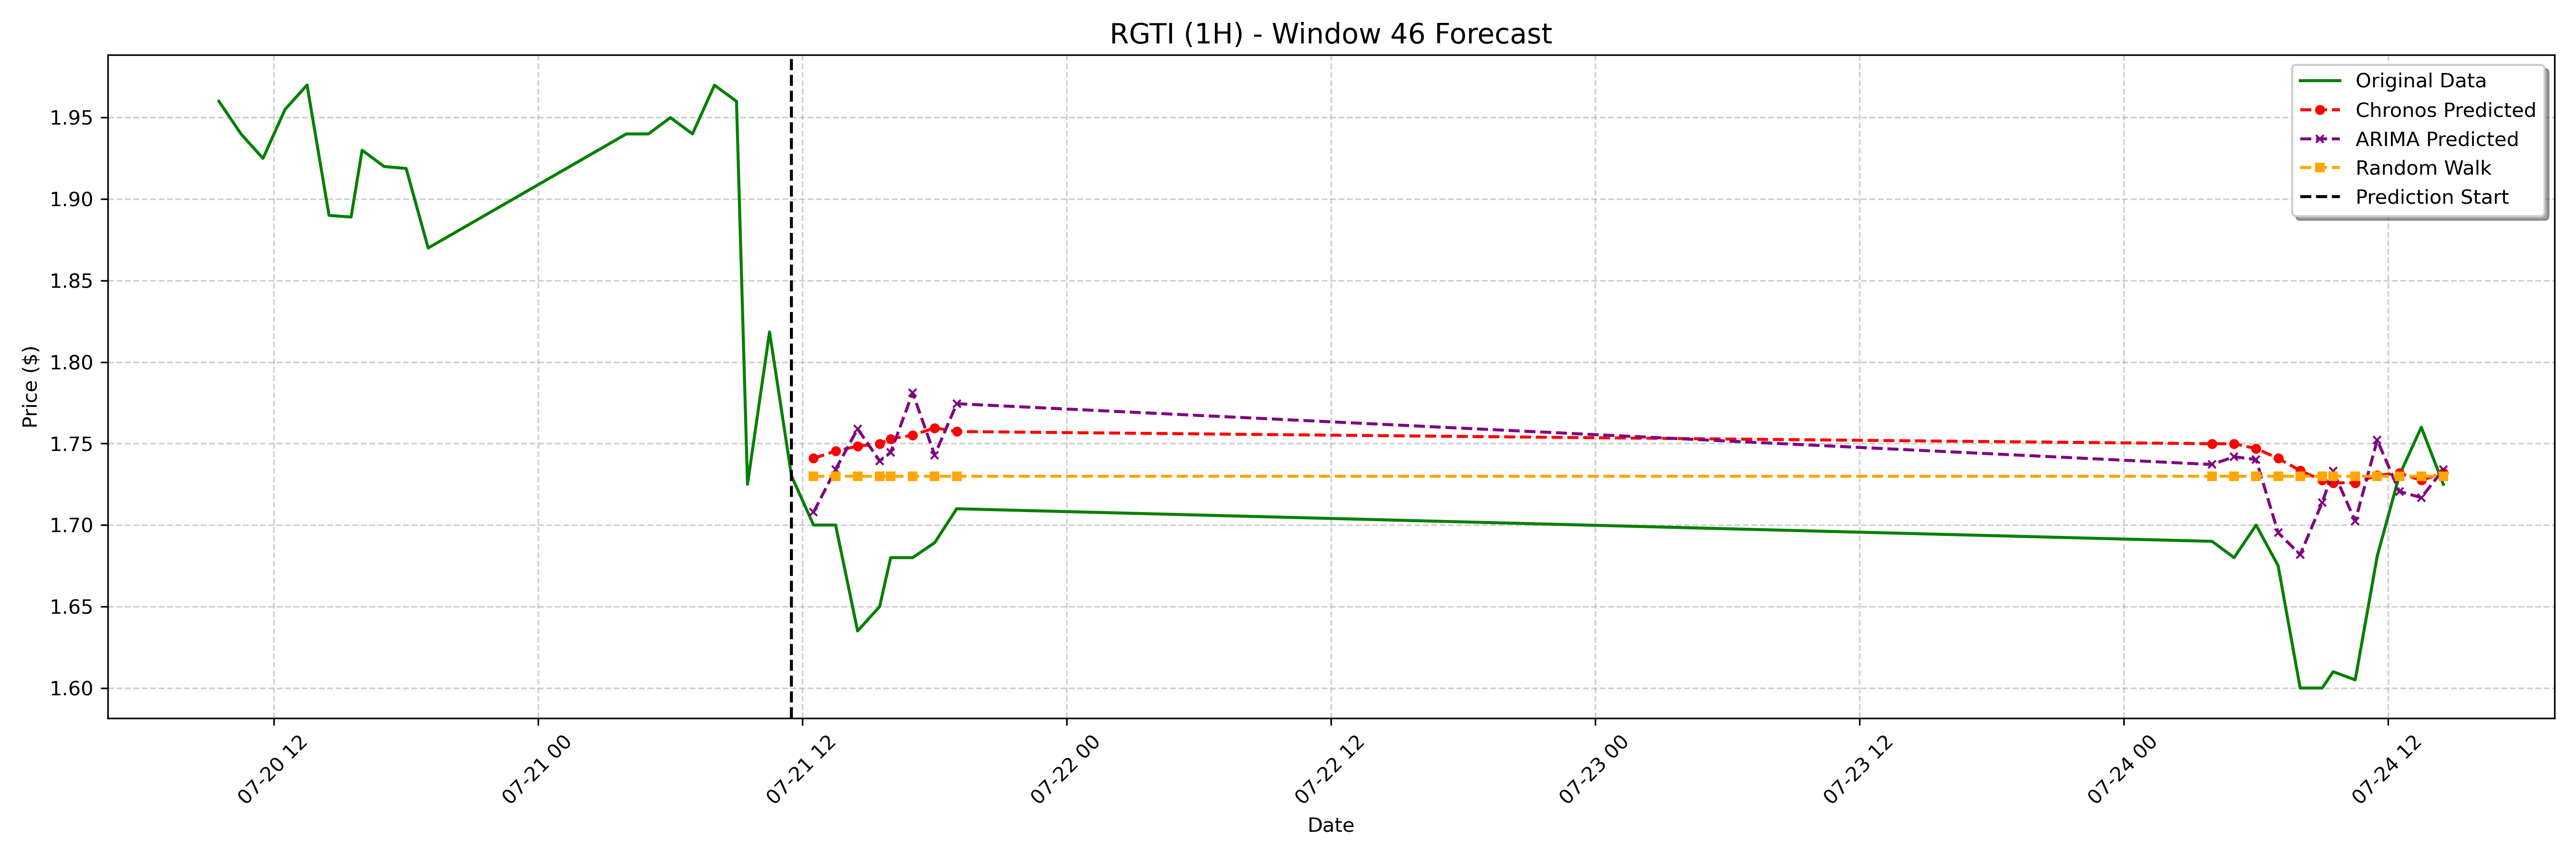 RGTI (1H) - Window 46 Forecast
Original Data
Chronos Predicted
ARIMA Predicted
Random Walk
Prediction Start
Price ($)
1.95
1.90
1.85
1.80
1.75
1.70
1.65
1.60
07-20 12
07-21 00
07-21 12
07-22 00
07-22 12
07-23 00
07-23 12
07-24 00
07-24 12
Date